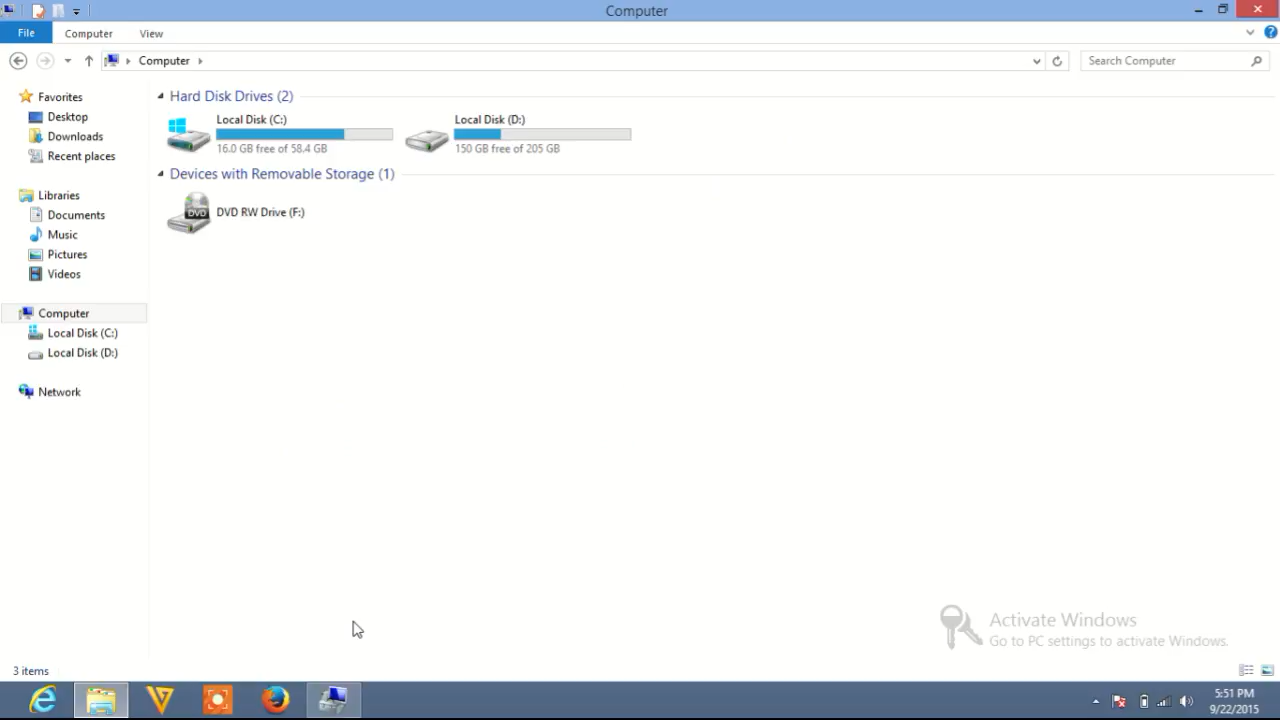 Computer
File
Computer
View
Computer
Search Computer
Favorites
Desktop
Downloads
Recent places
Libraries
Documents
Music
Pictures
Videos
Computer
Local Disk (C:)
Local Disk (D:)
Network
Hard Disk Drives (2)
Local Disk (C:)
16.0 GB free of 58.4 GB
Local Disk (D:)
150 GB free of 205 GB
Devices with Removable Storage (1)
DVD
DVD RW Drive (F:)
Activate Windows
Go to PC settings to activate Windows.
3 items
5:51 PM
9/22/2015